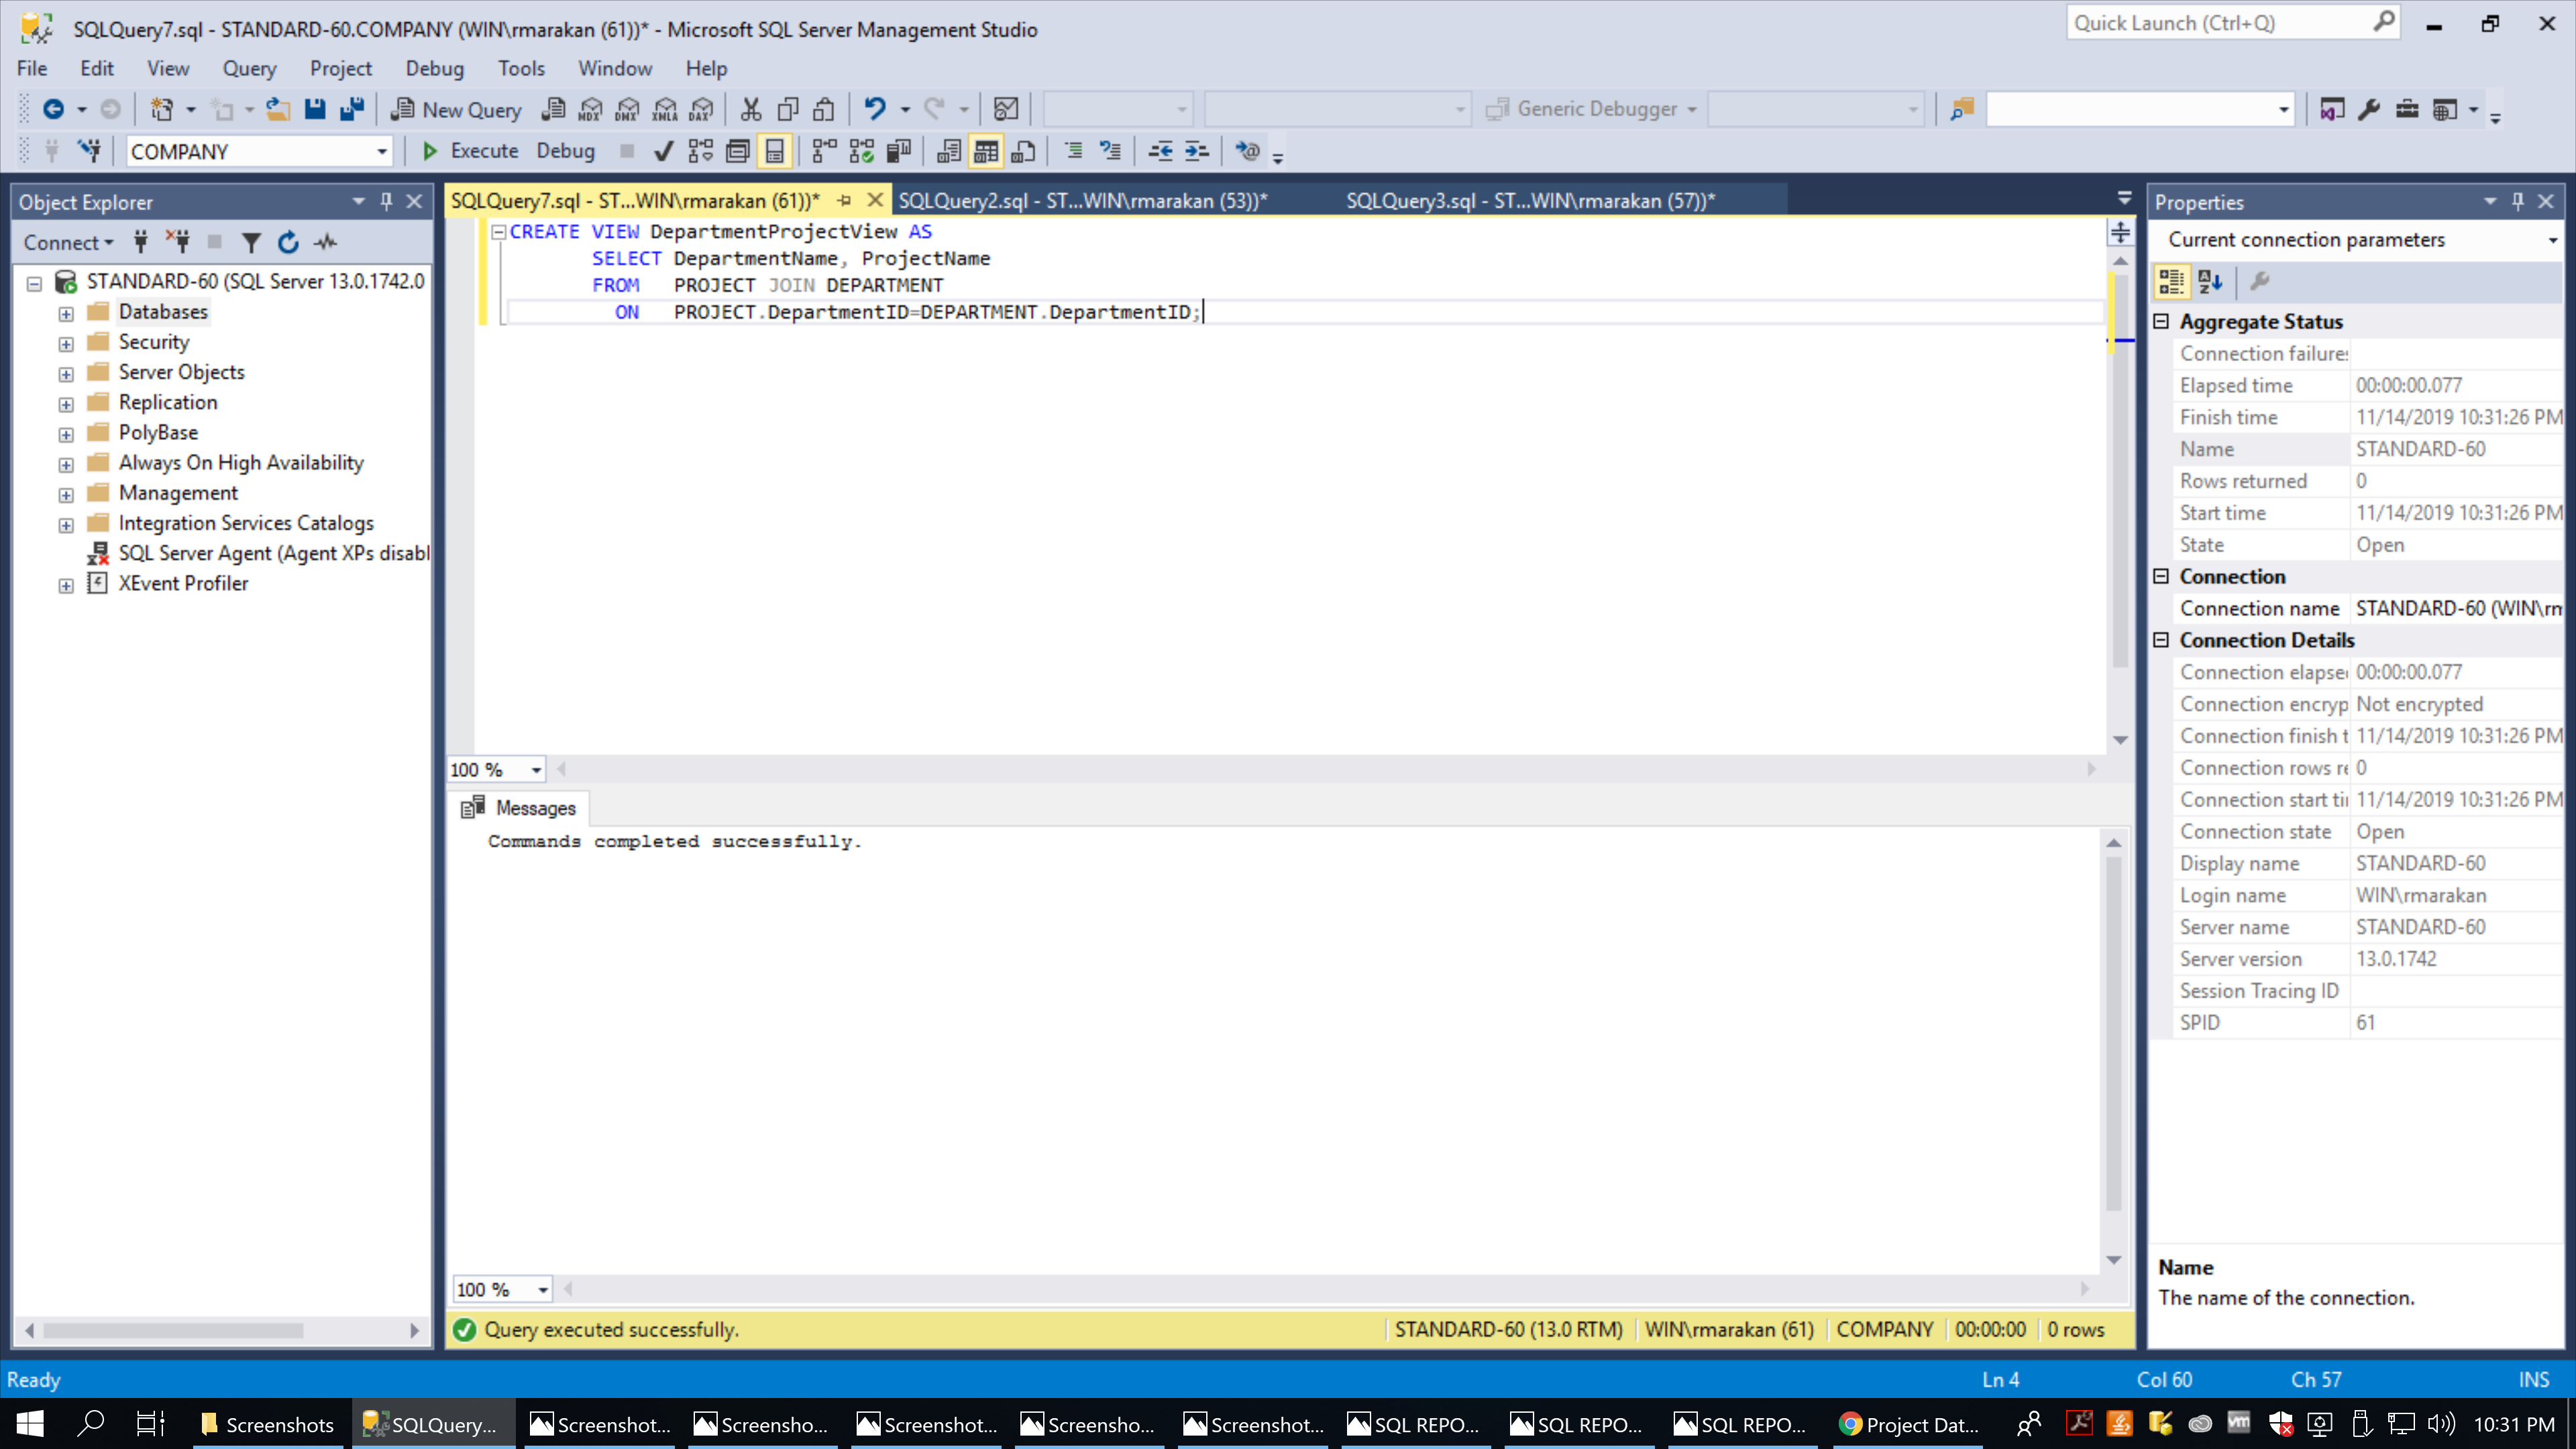 SQLQuery7.sql - STANDARD-60.COMPANY (WIN\rmarakan (61))* - Microsoft SQL Server Management Studio
Quick Launch (Ctrl+Q)
File Edit View Query Project Debug Tools Window Help
New Query MDX DMX XMLA DAX Generic Debugger
COMPANY Execute Debug
Object Explorer
Connect
STANDARD-60 (SQL Server 13.0.1742.0
Databases
Security
Server Objects
Replication
PolyBase
Always On High Availability
Management
Integration Services Catalogs
SQL Server Agent (Agent XPs disabl
XEvent Profiler
SQLQuery7.sql - ST...WIN\rmarakan (61))* SQLQuery2.sql - ST...WIN\rmarakan (53))* SQLQuery3.sql - ST...WIN\rmarakan (57))*
CREATE VIEW DepartmentProjectView AS
SELECT DepartmentName, ProjectName
FROM PROJECT JOIN DEPARTMENT
ON PROJECT.DepartmentID=DEPARTMENT.DepartmentID;
100 %
Messages
Commands completed successfully.
100 %
Query executed successfully. STANDARD-60 (13.0 RTM) WIN\rmarakan (61) COMPANY 00:00:00 0 rows
Properties
Current connection parameters
Aggregate Status
Connection failures
Elapsed time 00:00:00.077
Finish time 11/14/2019 10:31:26 PM
Name STANDARD-60
Rows returned 0
Start time 11/14/2019 10:31:26 PM
State Open
Connection
Connection name STANDARD-60 (WIN\rm
Connection Details
Connection elapse 00:00:00.077
Connection encryp Not encrypted
Connection finish t 11/14/2019 10:31:26 PM
Connection rows re 0
Connection start ti 11/14/2019 10:31:26 PM
Connection state Open
Display name STANDARD-60
Login name WIN\rmarakan
Server name STANDARD-60
Server version 13.0.1742
Session Tracing ID
SPID 61
Name
The name of the connection.
Ready Ln 4 Col 60 Ch 57 INS
Screenshots SQLQuery... Screenshot... Screensho... Screenshot... Screensho... Screenshot... SQL REPO... SQL REPO... SQL REPO... Project Dat... 10:31 PM